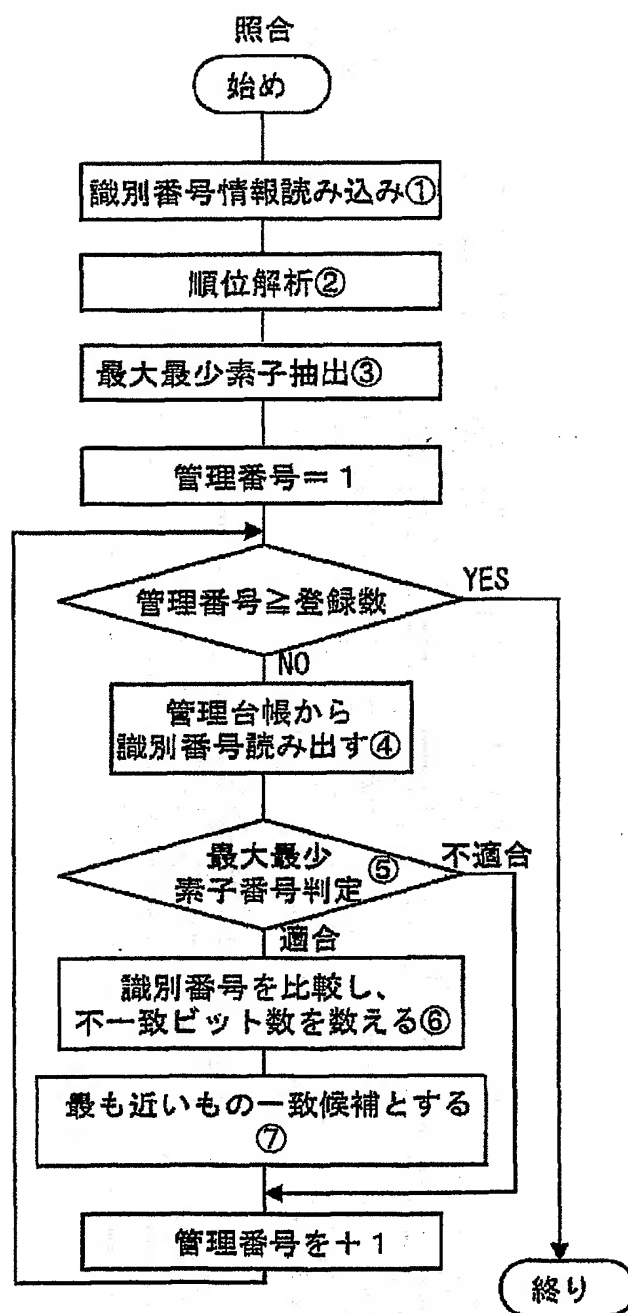 照合
始め
識別番号情報読み込み①
順位解析②
最大最少素子抽出③
管理番号＝1
管理番号≧登録数
YES
NO
管理台帳から
識別番号読み出す④
最大最少
素子番号判定⑤
不適合
適合
識別番号を比較し、
不一致ビット数を数える⑥
最も近いもの一致候補とする
⑦
管理番号を＋1
終り